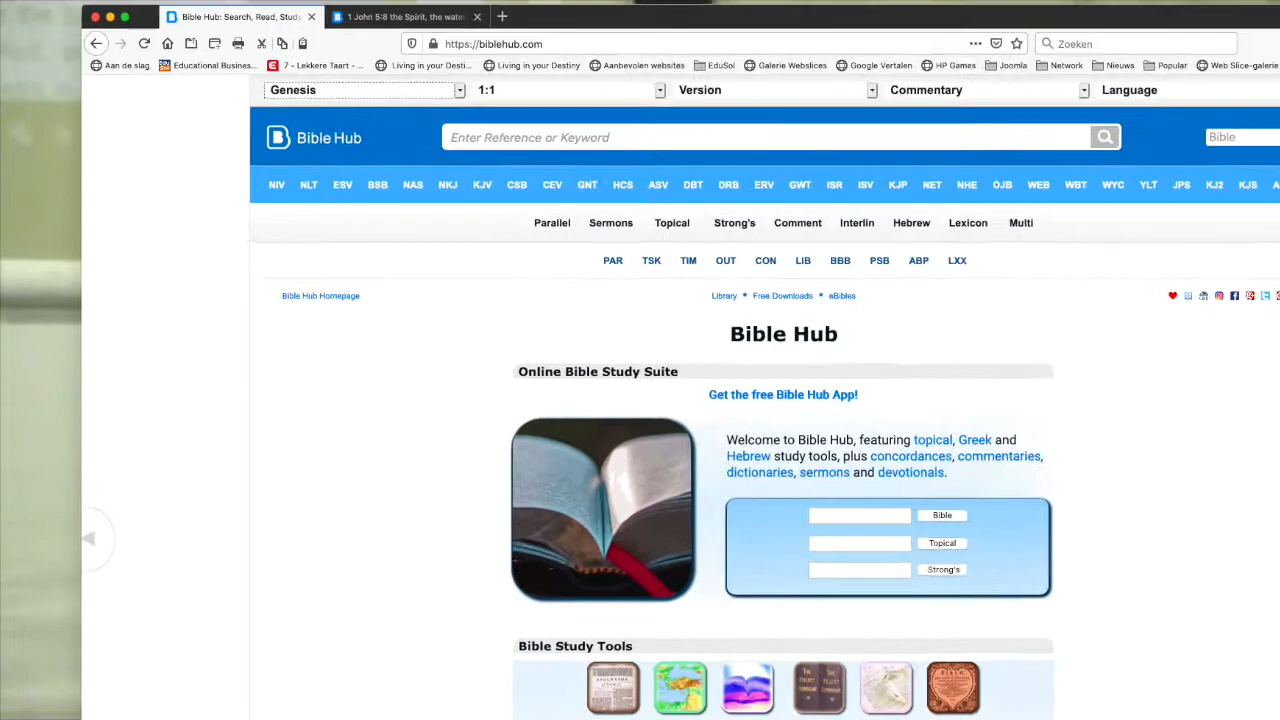 Bible Hub: Search, Read, Study
1 John 5:8 the Spirit, the wate
https://biblehub.com
Zoeken
Aan de slag
Educational Business...
7 - Lekkere Taart - ...
Living in your Desti...
Living in your Destiny
Aanbevolen websites
EduSol
Galerie Webslices
Google Vertalen
HP Games
Joomla
Network
Nieuws
Popular
Web Slice-galerie
Genesis 1:1 Version Commentary Language
Bible Hub
Enter Reference or Keyword
Bible
NIV NLT ESV BSB NAS NKJ KJV CSB CEV GNT HCS ASV DBT DRB ERV GWT ISR ISV KJP NET NHE OJB WEB WBT WYC YLT JPS KJ2 KJS A
Parallel Sermons Topical Strong's Comment Interlin Hebrew Lexicon Multi
PAR TSK TIM OUT CON LIB BBB PSB ABP LXX
Bible Hub Homepage
Library • Free Downloads • eBibles
Bible Hub
Online Bible Study Suite
Get the free Bible Hub App!
Welcome to Bible Hub, featuring topical, Greek and
Hebrew study tools, plus concordances, commentaries,
dictionaries, sermons and devotionals.
Bible
Topical
Strong's
Bible Study Tools